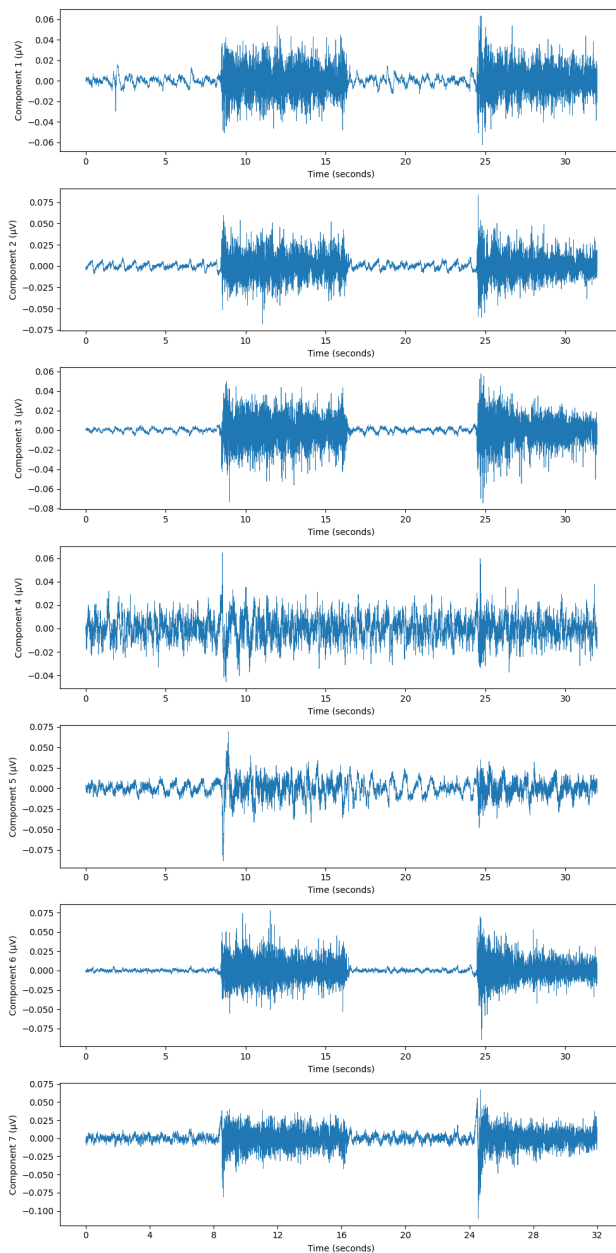 Component 1 (µV)
0.06
0.04
0.02
0.00
−0.02
−0.04
−0.06
0 5 10 15 20 25 30
Time (seconds)
Component 2 (µV)
0.075
0.050
0.025
0.000
−0.025
−0.050
−0.075
0 5 10 15 20 25 30
Time (seconds)
Component 3 (µV)
0.06
0.04
0.02
0.00
−0.02
−0.04
−0.06
−0.08
0 5 10 15 20 25 30
Time (seconds)
Component 4 (µV)
0.06
0.04
0.02
0.00
−0.02
−0.04
0 5 10 15 20 25 30
Time (seconds)
Component 5 (µV)
0.075
0.050
0.025
0.000
−0.025
−0.050
−0.075
0 5 10 15 20 25 30
Time (seconds)
Component 6 (µV)
0.075
0.050
0.025
0.000
−0.025
−0.050
−0.075
0 5 10 15 20 25 30
Time (seconds)
Component 7 (µV)
0.075
0.050
0.025
0.000
−0.025
−0.050
−0.075
−0.100
0 4 8 12 16 20 24 28 32
Time (seconds)